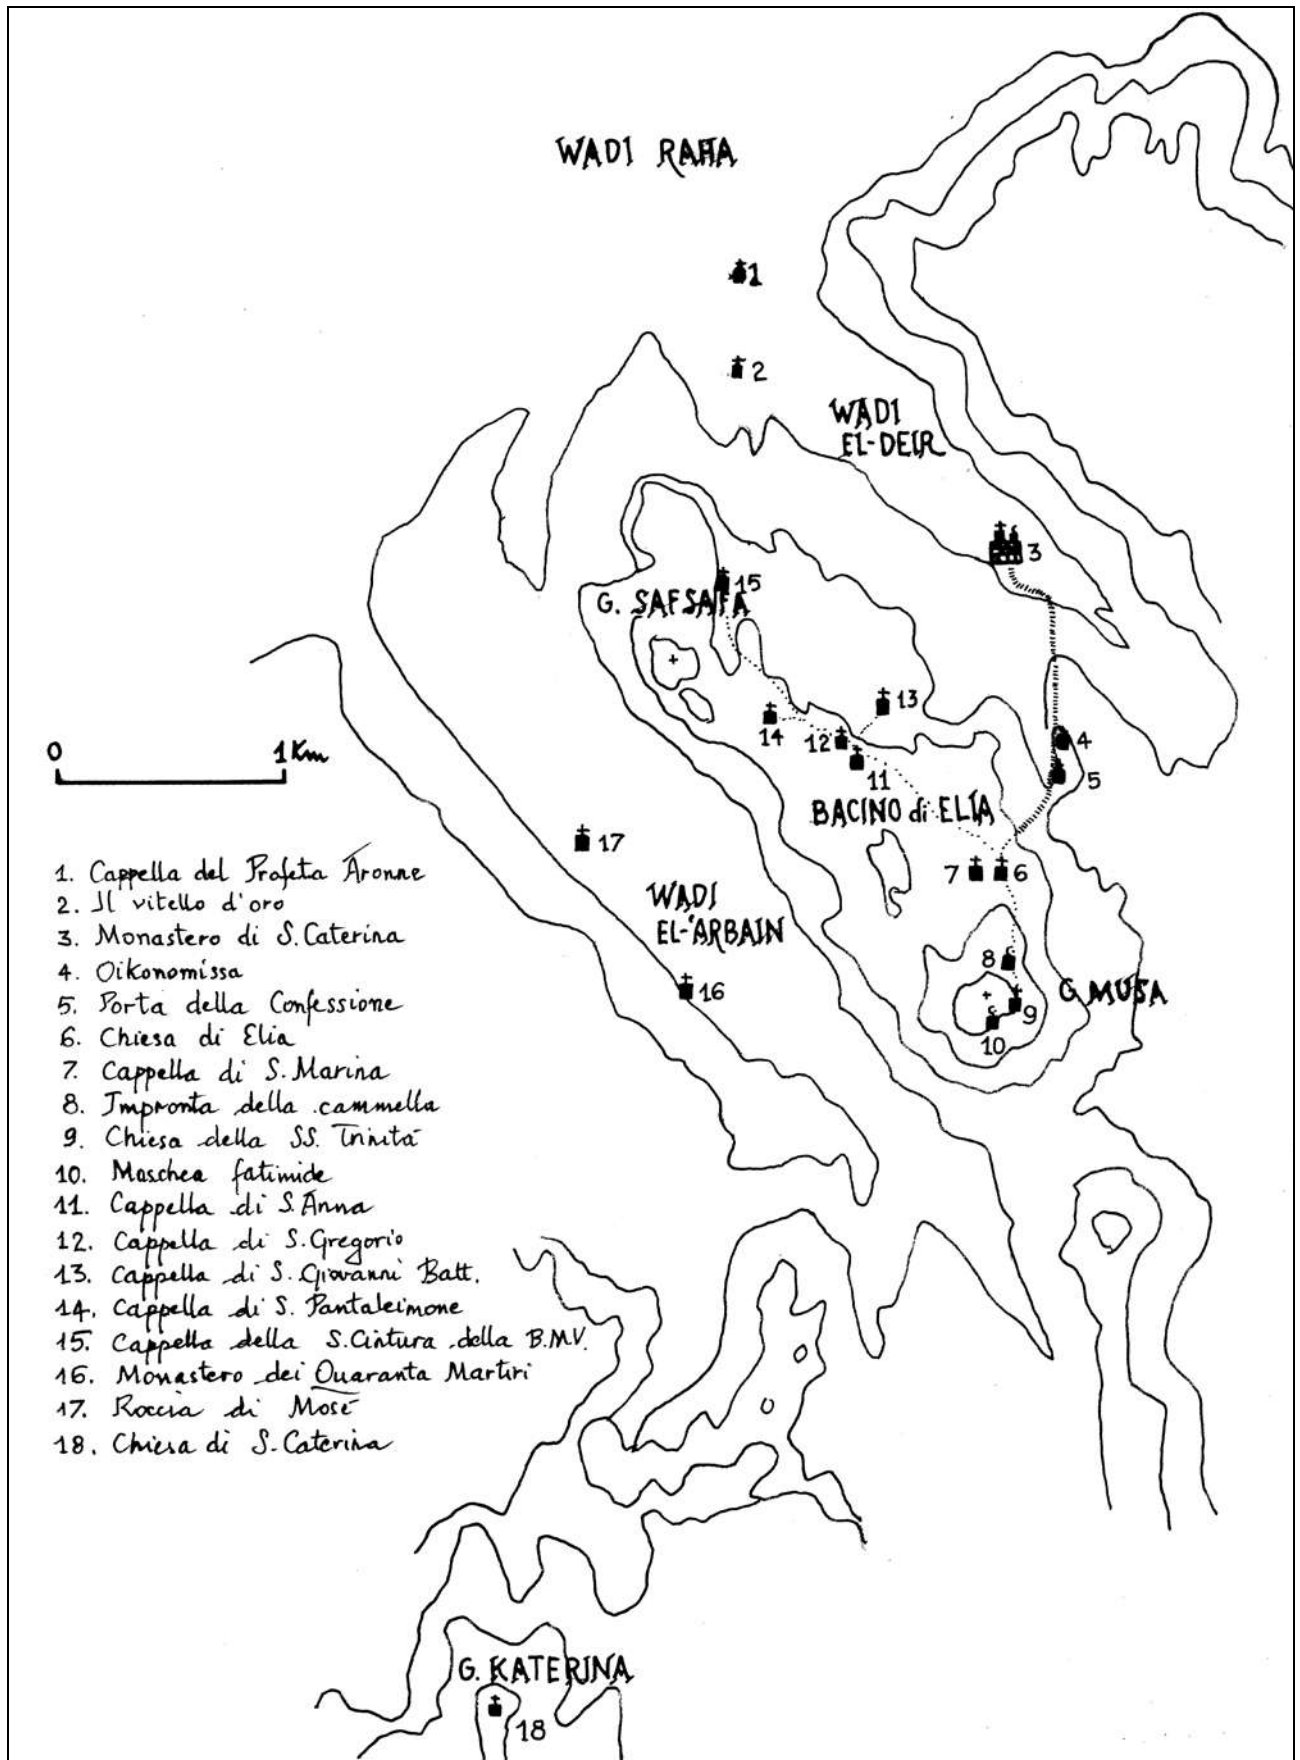 WADI RAHA
1
2
WADI
EL-DEIR
3
15
G. SAFSAFA
13
14
12
11
4
5
0 1 Km
BACINO di ELIA
17
7 6
WADI
EL-'ARBAIN
8
16
G. MUSA
9
10
1. Cappella del Profeta Aronne
2. Il vitello d'oro
3. Monastero di S. Caterina
4. Oikonomissa
5. Porta della Confessione
6. Chiesa di Elia
7. Cappella di S. Marina
8. Impronta della cammella
9. Chiesa della SS. Trinità
10. Moschea fatimide
11. Cappella di S. Anna
12. Cappella di S. Gregorio
13. Cappella di S. Giovanni Batt.
14. Cappella di S. Pantaleimone
15. Cappella della S. Cintura della B.M.V.
16. Monastero dei Quaranta Martiri
17. Roccia di Mosè
18. Chiesa di S. Caterina
G. KATERINA
18